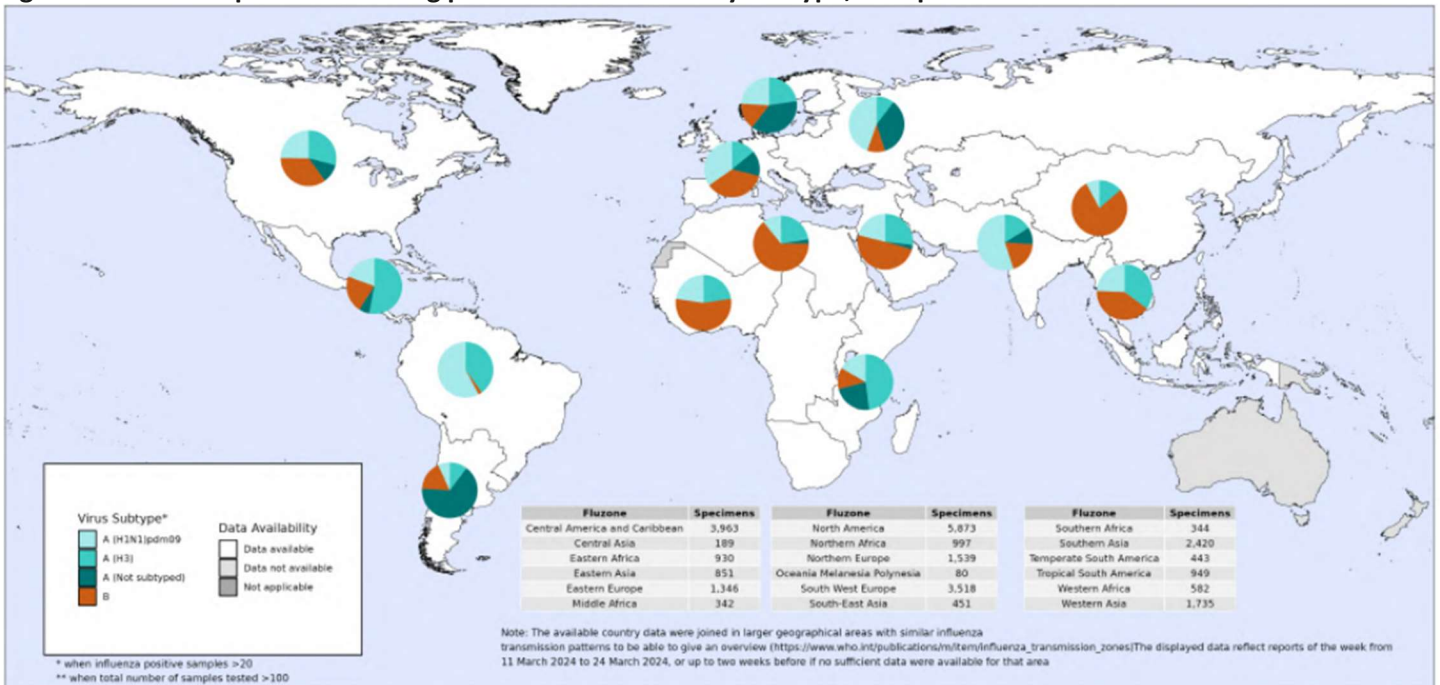 Virus Subtype*
A (H1N1)pdm09
A (H3)
A (Not subtyped)
B
Data Availability
Data available
Data not available
Not applicable
* when influenza positive samples >20
** when total number of samples tested >100
Fluzone Specimens
Central America and Caribbean 3,963
Central Asia 189
Eastern Africa 930
Eastern Asia 851
Eastern Europe 1,346
Middle Africa 342
Fluzone Specimens
North America 5,873
Northern Africa 997
Northern Europe 1,539
Oceania Melanesia Polynesia 80
South West Europe 3,518
South-East Asia 451
Fluzone Specimens
Southern Africa 344
Southern Asia 2,420
Temperate South America 443
Tropical South America 949
Western Africa 582
Western Asia 1,735
Note: The available country data were joined in larger geographical areas with similar influenza
transmission patterns to be able to give an overview (https://www.who.int/publications/m/item/influenza_transmission_zones)The displayed data reflect reports of the week from
11 March 2024 to 24 March 2024, or up to two weeks before if no sufficient data were available for that area